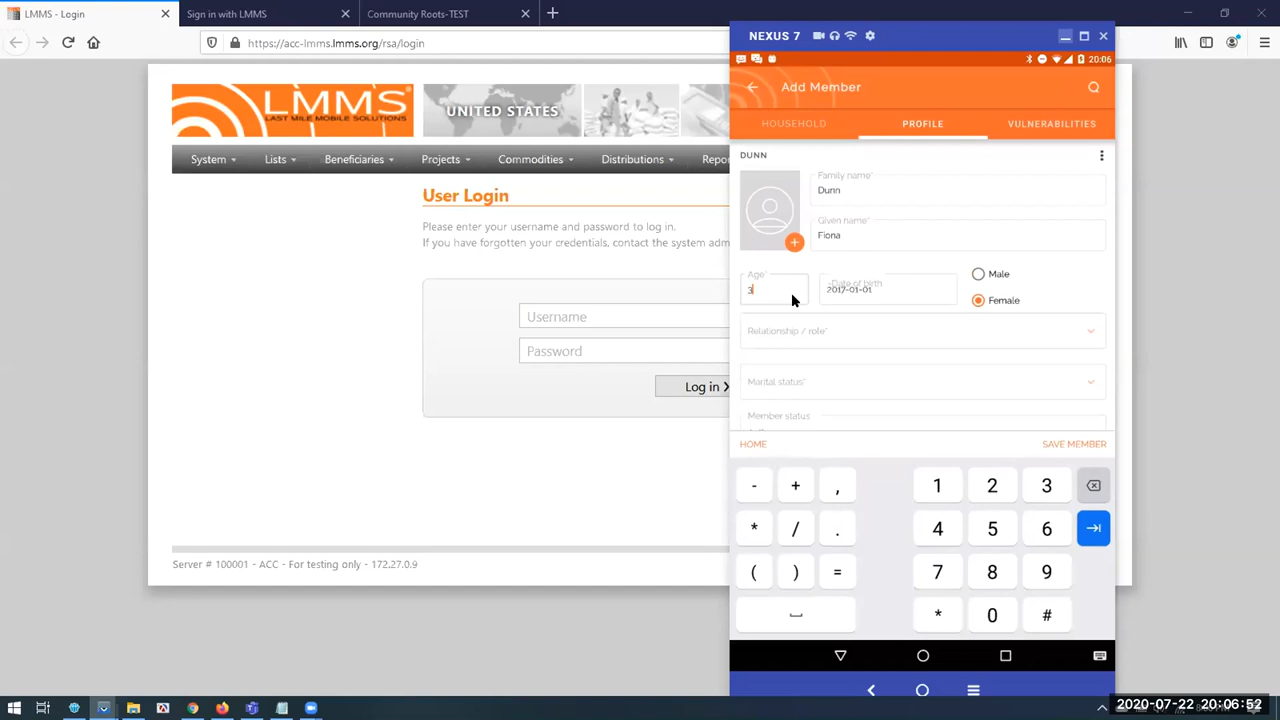 LMMS - Login
Sign in with LMMS
Community Roots-TEST
https://acc-lmms.lmms.org/rsa/login
LMMS
LAST MILE MOBILE SOLUTIONS
UNITED STATES
System
Lists
Beneficiaries
Projects
Commodities
Distributions
Repor
User Login
Please enter your username and password to log in.
If you have forgotten your credentials, contact the system adm
Username
Password
Log in
Server # 100001 - ACC - For testing only - 172.27.0.9
NEXUS 7
20:06
Add Member
HOUSEHOLD
PROFILE
VULNERABILITIES
DUNN
Family name*
Dunn
Given name*
Fiona
Age*
3
Date of birth
2017-01-01
Male
Female
Relationship / role*
Marital status*
Member status
HOME
SAVE MEMBER
- + , 1 2 3
* / . 4 5 6
( ) = 7 8 9
* 0 #
2020-07-22 20:06:52